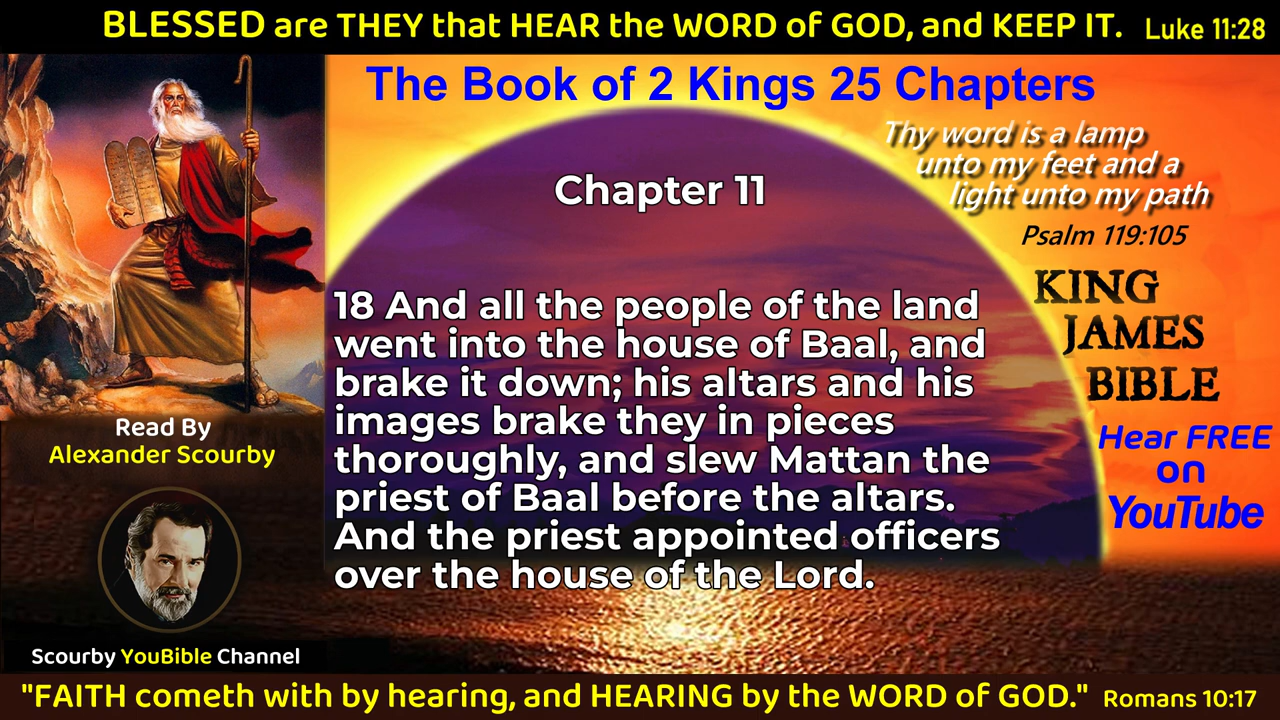 BLESSED are THEY that HEAR the WORD of GOD, and KEEP IT. Luke 11:28
The Book of 2 Kings 25 Chapters
Thy word is a lamp
unto my feet and a
light unto my path
Psalm 119:105
Chapter 11
KING
JAMES
BIBLE
18 And all the people of the land
went into the house of Baal, and
brake it down; his altars and his
images brake they in pieces
thoroughly, and slew Mattan the
priest of Baal before the altars.
And the priest appointed officers
over the house of the Lord.
Hear FREE
on
YouTube
Read By
Alexander Scourby
Scourby YouBible Channel
"FAITH cometh with by hearing, and HEARING by the WORD of GOD." Romans 10:17